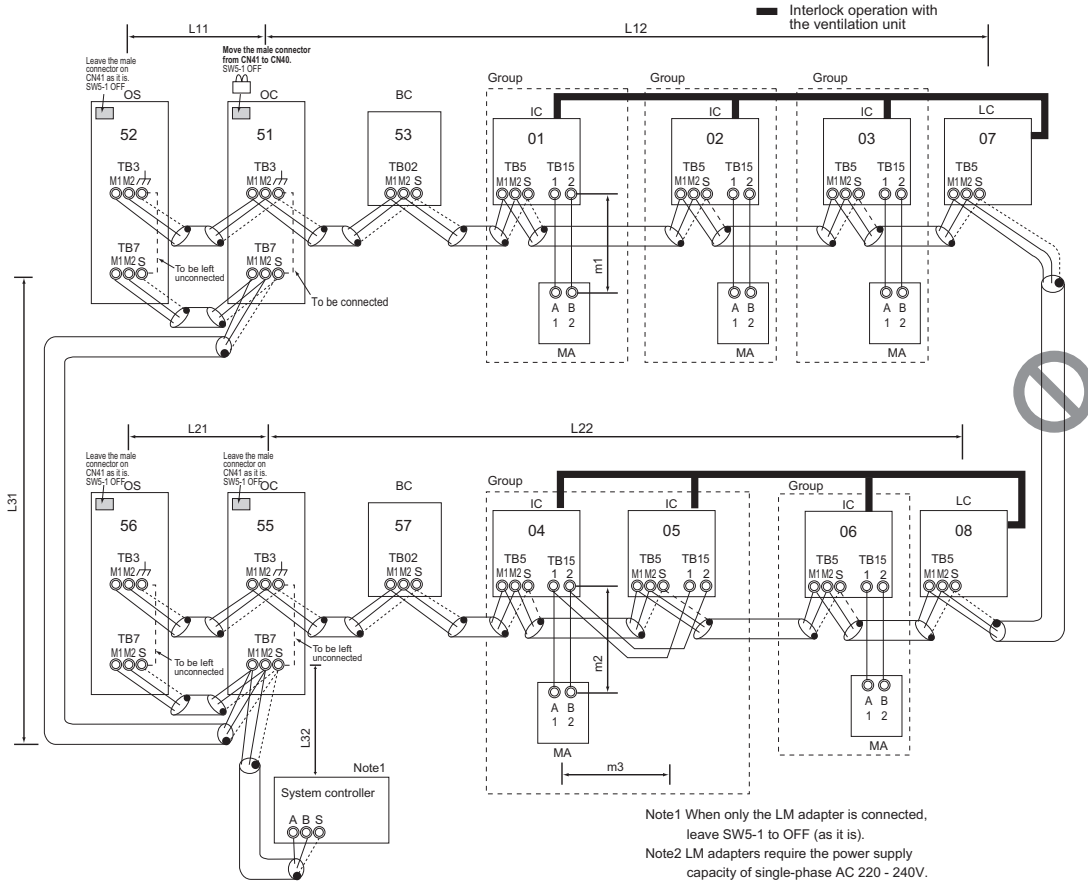 Interlock operation with
the ventilation unit
L11
L12
Leave the male
connector on
CN41 as it is.
SW5-1 OFF
Move the male connector
from CN41 to CN40.
SW5-1 OFF
OS
OC
BC
Group
Group
Group
IC
IC
IC
LC
52
51
53
01
02
03
07
TB3
TB3
TB02
TB5
TB15
TB5
TB15
TB5
TB15
TB5
M1 M2
M1 M2
M1 M2 S
M1 M2 S
1 2
M1 M2 S
1 2
M1 M2 S
1 2
M1 M2 S
TB7
TB7
M1 M2 S
M1 M2 S
To be left
unconnected
To be connected
m1
A B
1 2
MA
A B
1 2
MA
A B
1 2
MA
L31
L21
L22
Leave the male
connector on
CN41 as it is.
SW5-1 OFF
Leave the male
connector on
CN41 as it is.
SW5-1 OFF
OS
OC
BC
Group
Group
IC
IC
IC
LC
56
55
57
04
05
06
08
TB3
TB3
TB02
TB5
TB15
TB5
TB15
TB5
TB15
TB5
M1 M2
M1 M2
M1 M2 S
M1 M2 S
1 2
M1 M2 S
1 2
M1 M2 S
1 2
M1 M2 S
TB7
TB7
M1 M2 S
M1 M2 S
To be left
unconnected
To be left
unconnected
m2
L32
A B
1 2
MA
A B
1 2
MA
m3
Note1
System controller
A B S
Note1 When only the LM adapter is connected,
leave SW5-1 to OFF (as it is).
Note2 LM adapters require the power supply
capacity of single-phase AC 220 - 240V.